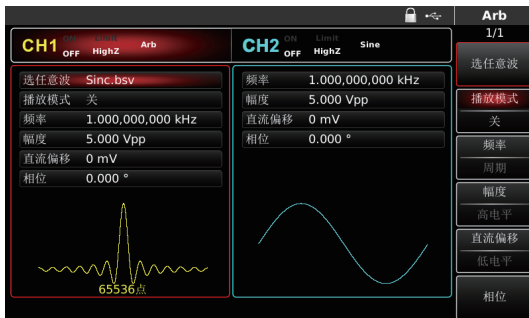 Arb
CH1 ON OFF Limit HighZ Arb
CH2 ON OFF Limit HighZ Sine
1/1
选任意波
播放模式
关
频率
周期
幅度
高电平
直流偏移
低电平
相位
选任意波 Sinc.bsv
播放模式 关
频率 1.000,000,000 kHz
幅度 5.000 Vpp
直流偏移 0 mV
相位 0.000 °
65536点
频率 1.000,000,000 kHz
幅度 5.000 Vpp
直流偏移 0 mV
相位 0.000 °